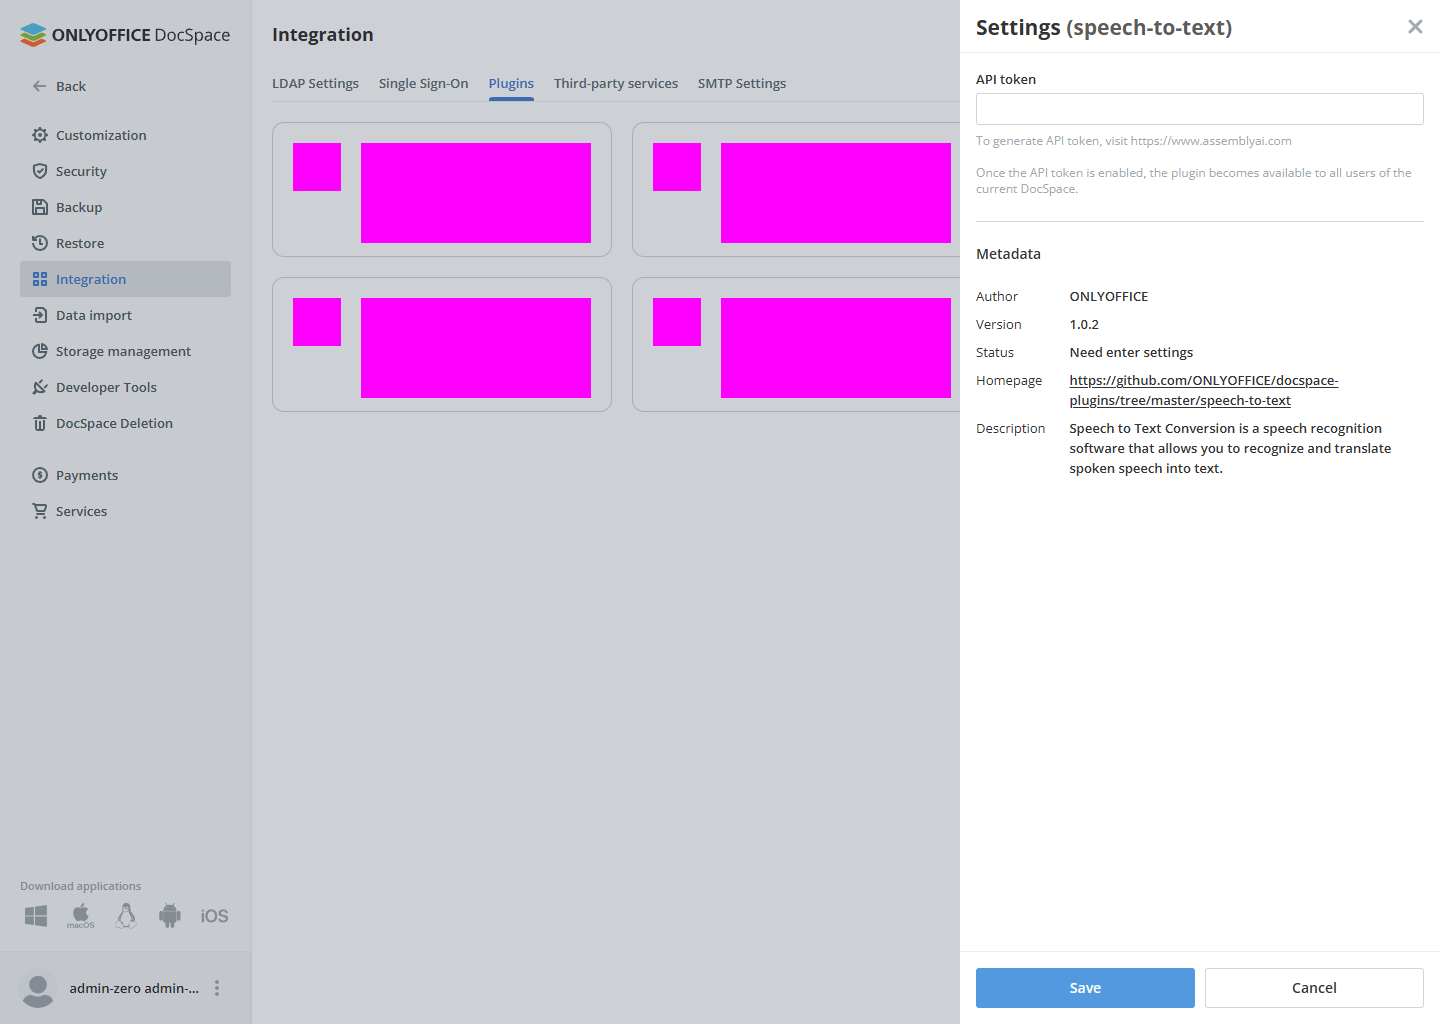 ONLYOFFICE DocSpace
Back
Customization
Security
Backup
Restore
Integration
Data import
Storage management
Developer Tools
DocSpace Deletion
Payments
Services
Download applications
macOS
iOS
admin-zero admin-...
Integration
LDAP Settings Single Sign-On Plugins Third-party services SMTP Settings
Settings (speech-to-text)
API token
To generate API token, visit https://www.assemblyai.com
Once the API token is enabled, the plugin becomes available to all users of the
current DocSpace.
Metadata
Author ONLYOFFICE
Version 1.0.2
Status Need enter settings
Homepage https://github.com/ONLYOFFICE/docspace-
plugins/tree/master/speech-to-text
Description Speech to Text Conversion is a speech recognition
software that allows you to recognize and translate
spoken speech into text.
Save Cancel